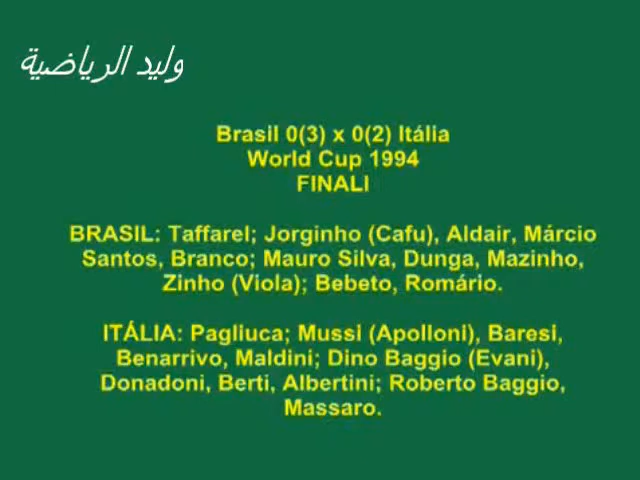 وليد الرياضية
Brasil 0(3) x 0(2) Itália
World Cup 1994
FINALI
BRASIL: Taffarel; Jorginho (Cafu), Aldair, Márcio
Santos, Branco; Mauro Silva, Dunga, Mazinho,
Zinho (Viola); Bebeto, Romário.
ITÁLIA: Pagliuca; Mussi (Apolloni), Baresi,
Benarrivo, Maldini; Dino Baggio (Evani),
Donadoni, Berti, Albertini; Roberto Baggio,
Massaro.